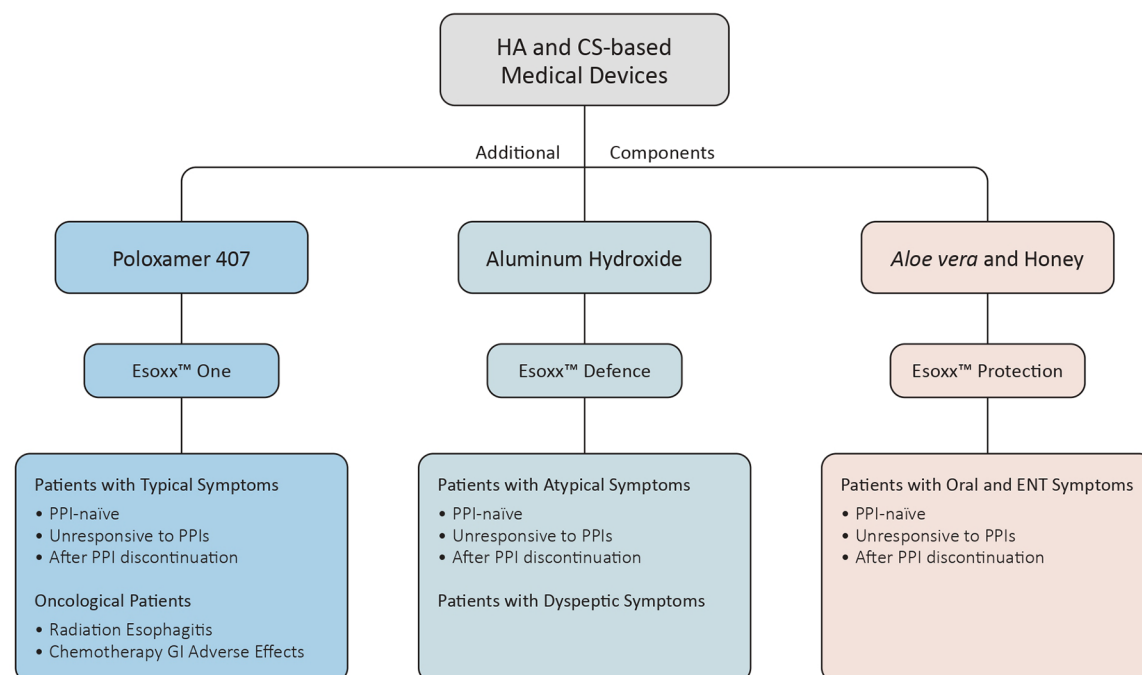 HA and CS-based
Medical Devices
Additional Components
Poloxamer 407
Aluminum Hydroxide
Aloe vera and Honey
Esoxx™ One
Esoxx™ Defence
Esoxx™ Protection
Patients with Typical Symptoms
• PPI-naïve
• Unresponsive to PPIs
• After PPI discontinuation
Oncological Patients
• Radiation Esophagitis
• Chemotherapy GI Adverse Effects
Patients with Atypical Symptoms
• PPI-naïve
• Unresponsive to PPIs
• After PPI discontinuation
Patients with Dyspeptic Symptoms
Patients with Oral and ENT Symptoms
• PPI-naïve
• Unresponsive to PPIs
• After PPI discontinuation